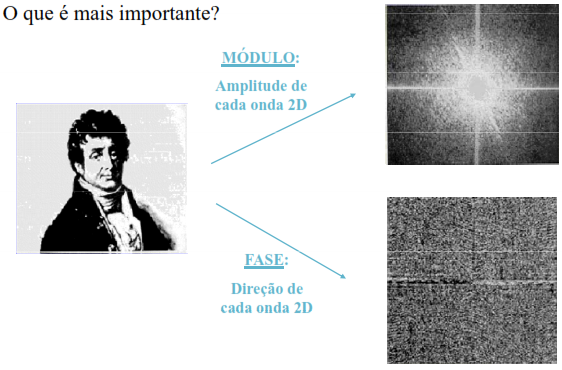 O que é mais importante?
MÓDULO:
Amplitude de
cada onda 2D
FASE:
Direção de
cada onda 2D